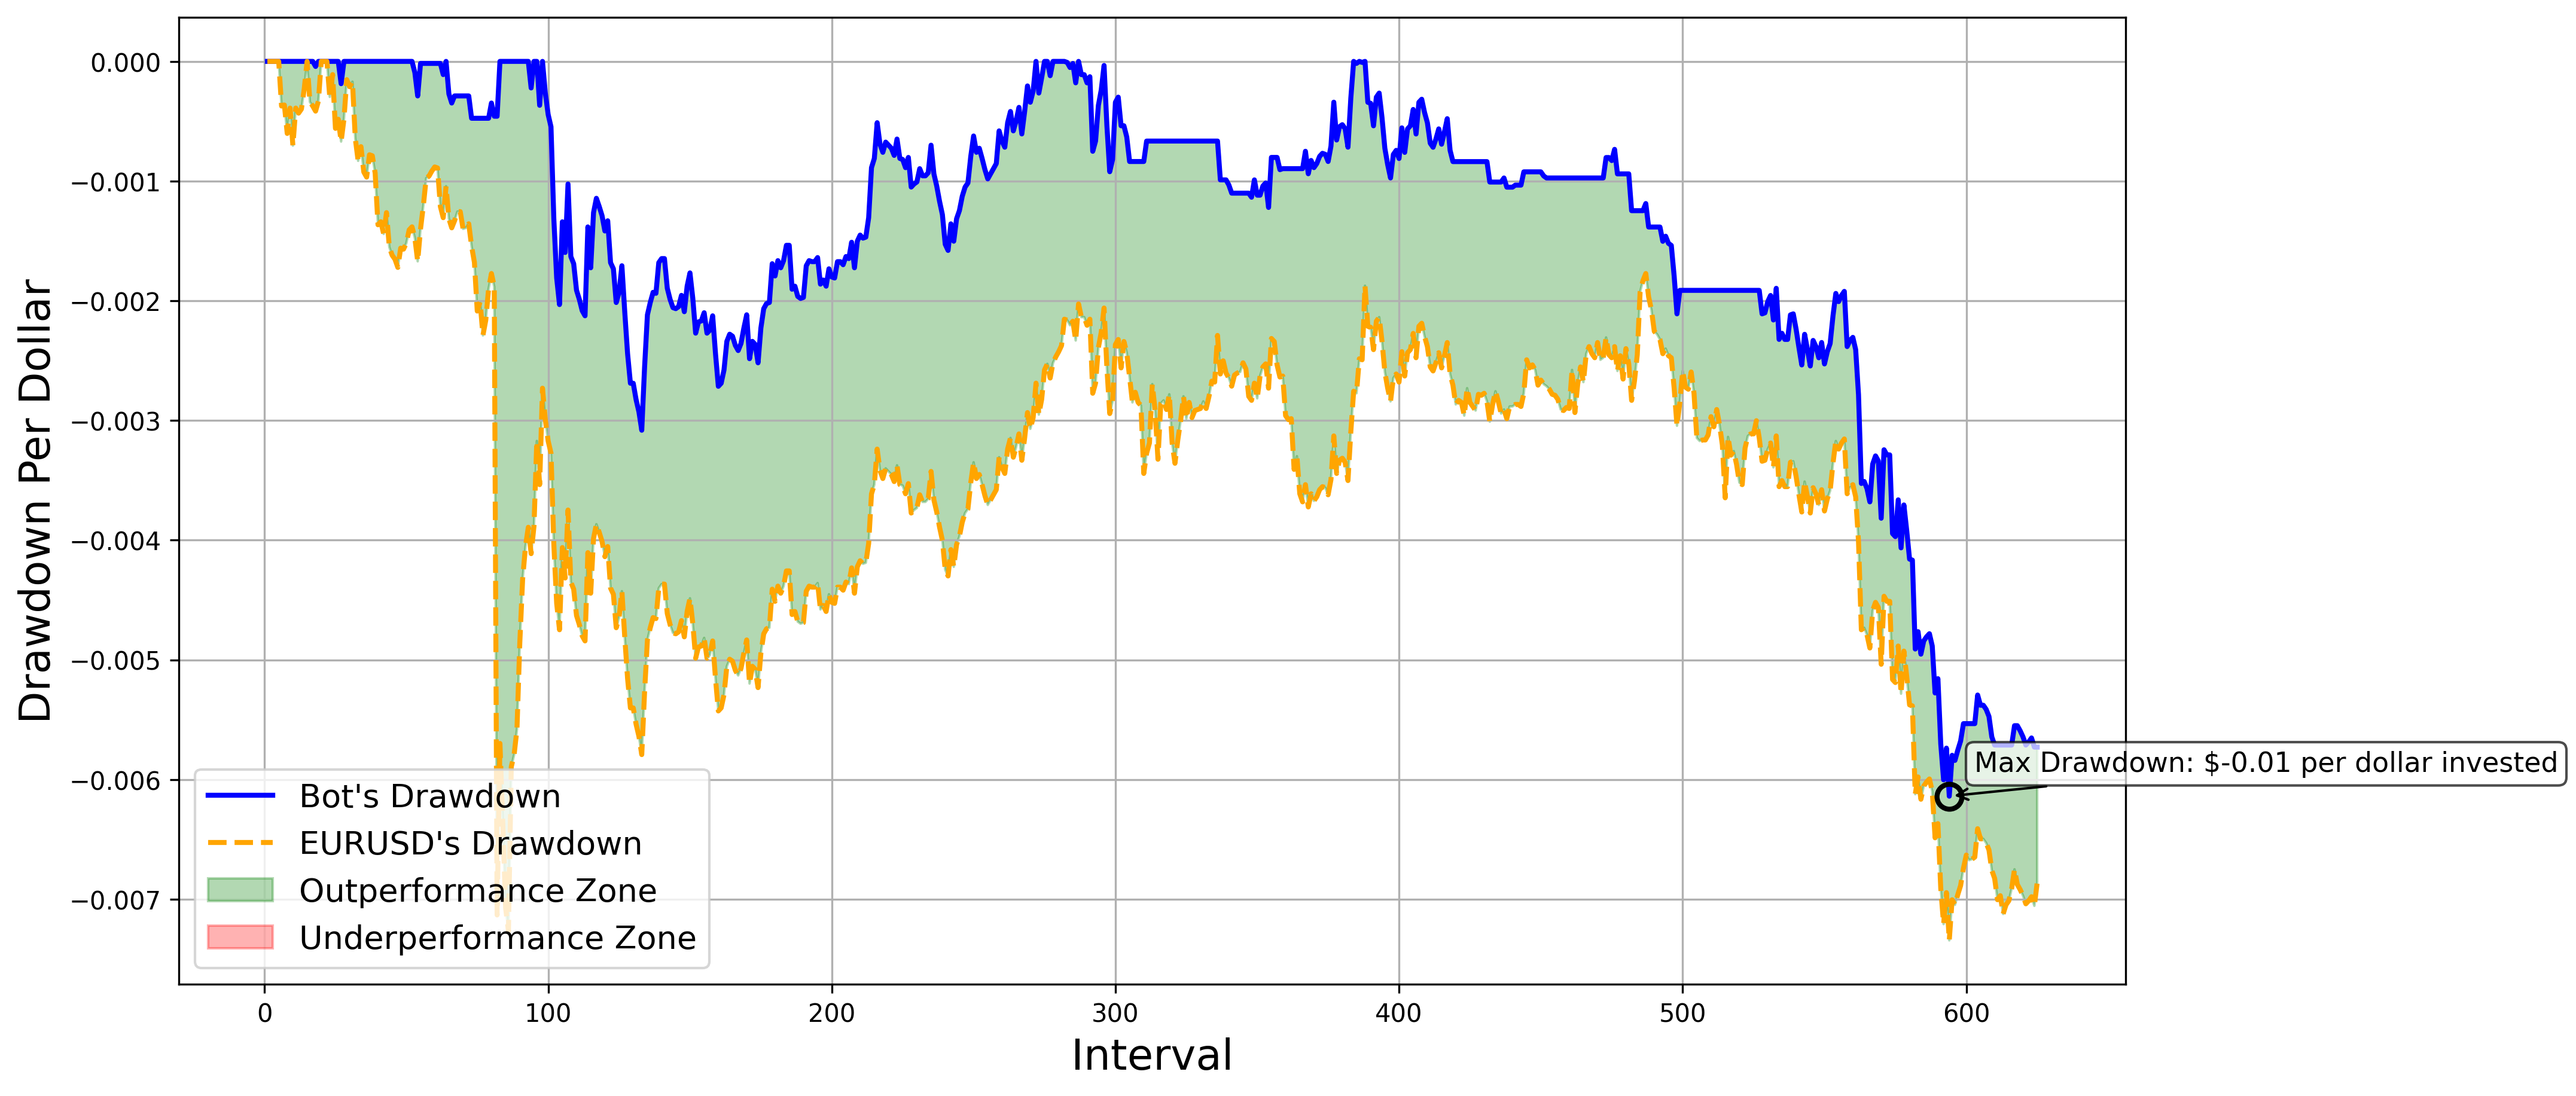 Drawdown Per Dollar
0.000
−0.001
−0.002
−0.003
−0.004
−0.005
−0.006
−0.007
Max Drawdown: $-0.01 per dollar invested
Bot's Drawdown
EURUSD's Drawdown
Outperformance Zone
Underperformance Zone
0 100 200 300 400 500 600
Interval